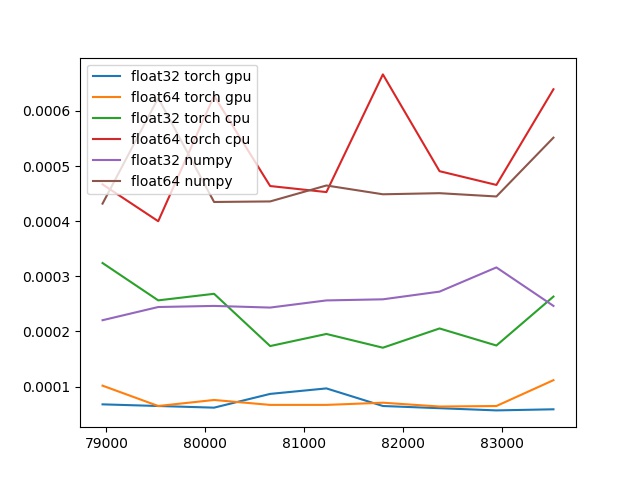 float32 torch gpu
float64 torch gpu
float32 torch cpu
float64 torch cpu
float32 numpy
float64 numpy
0.0006
0.0005
0.0004
0.0003
0.0002
0.0001
79000 80000 81000 82000 83000